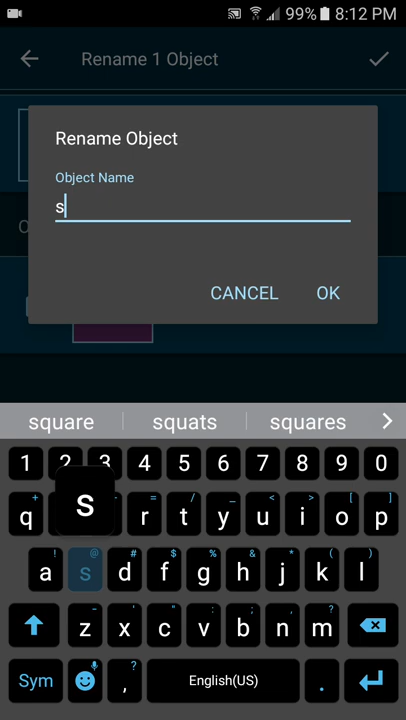 99% 8:12 PM
Rename 1 Object
Rename Object
Object Name
s
CANCEL OK
square squats squares
1 2 3 4 5 6 7 8 9 0
+ = / _ < > [ ]
q r t y u i o p
s
! @ # $ % & * ( )
a s d f g h j k l
- ' " : ; , ?
z x c v b n m
Sym , ? English(US) .